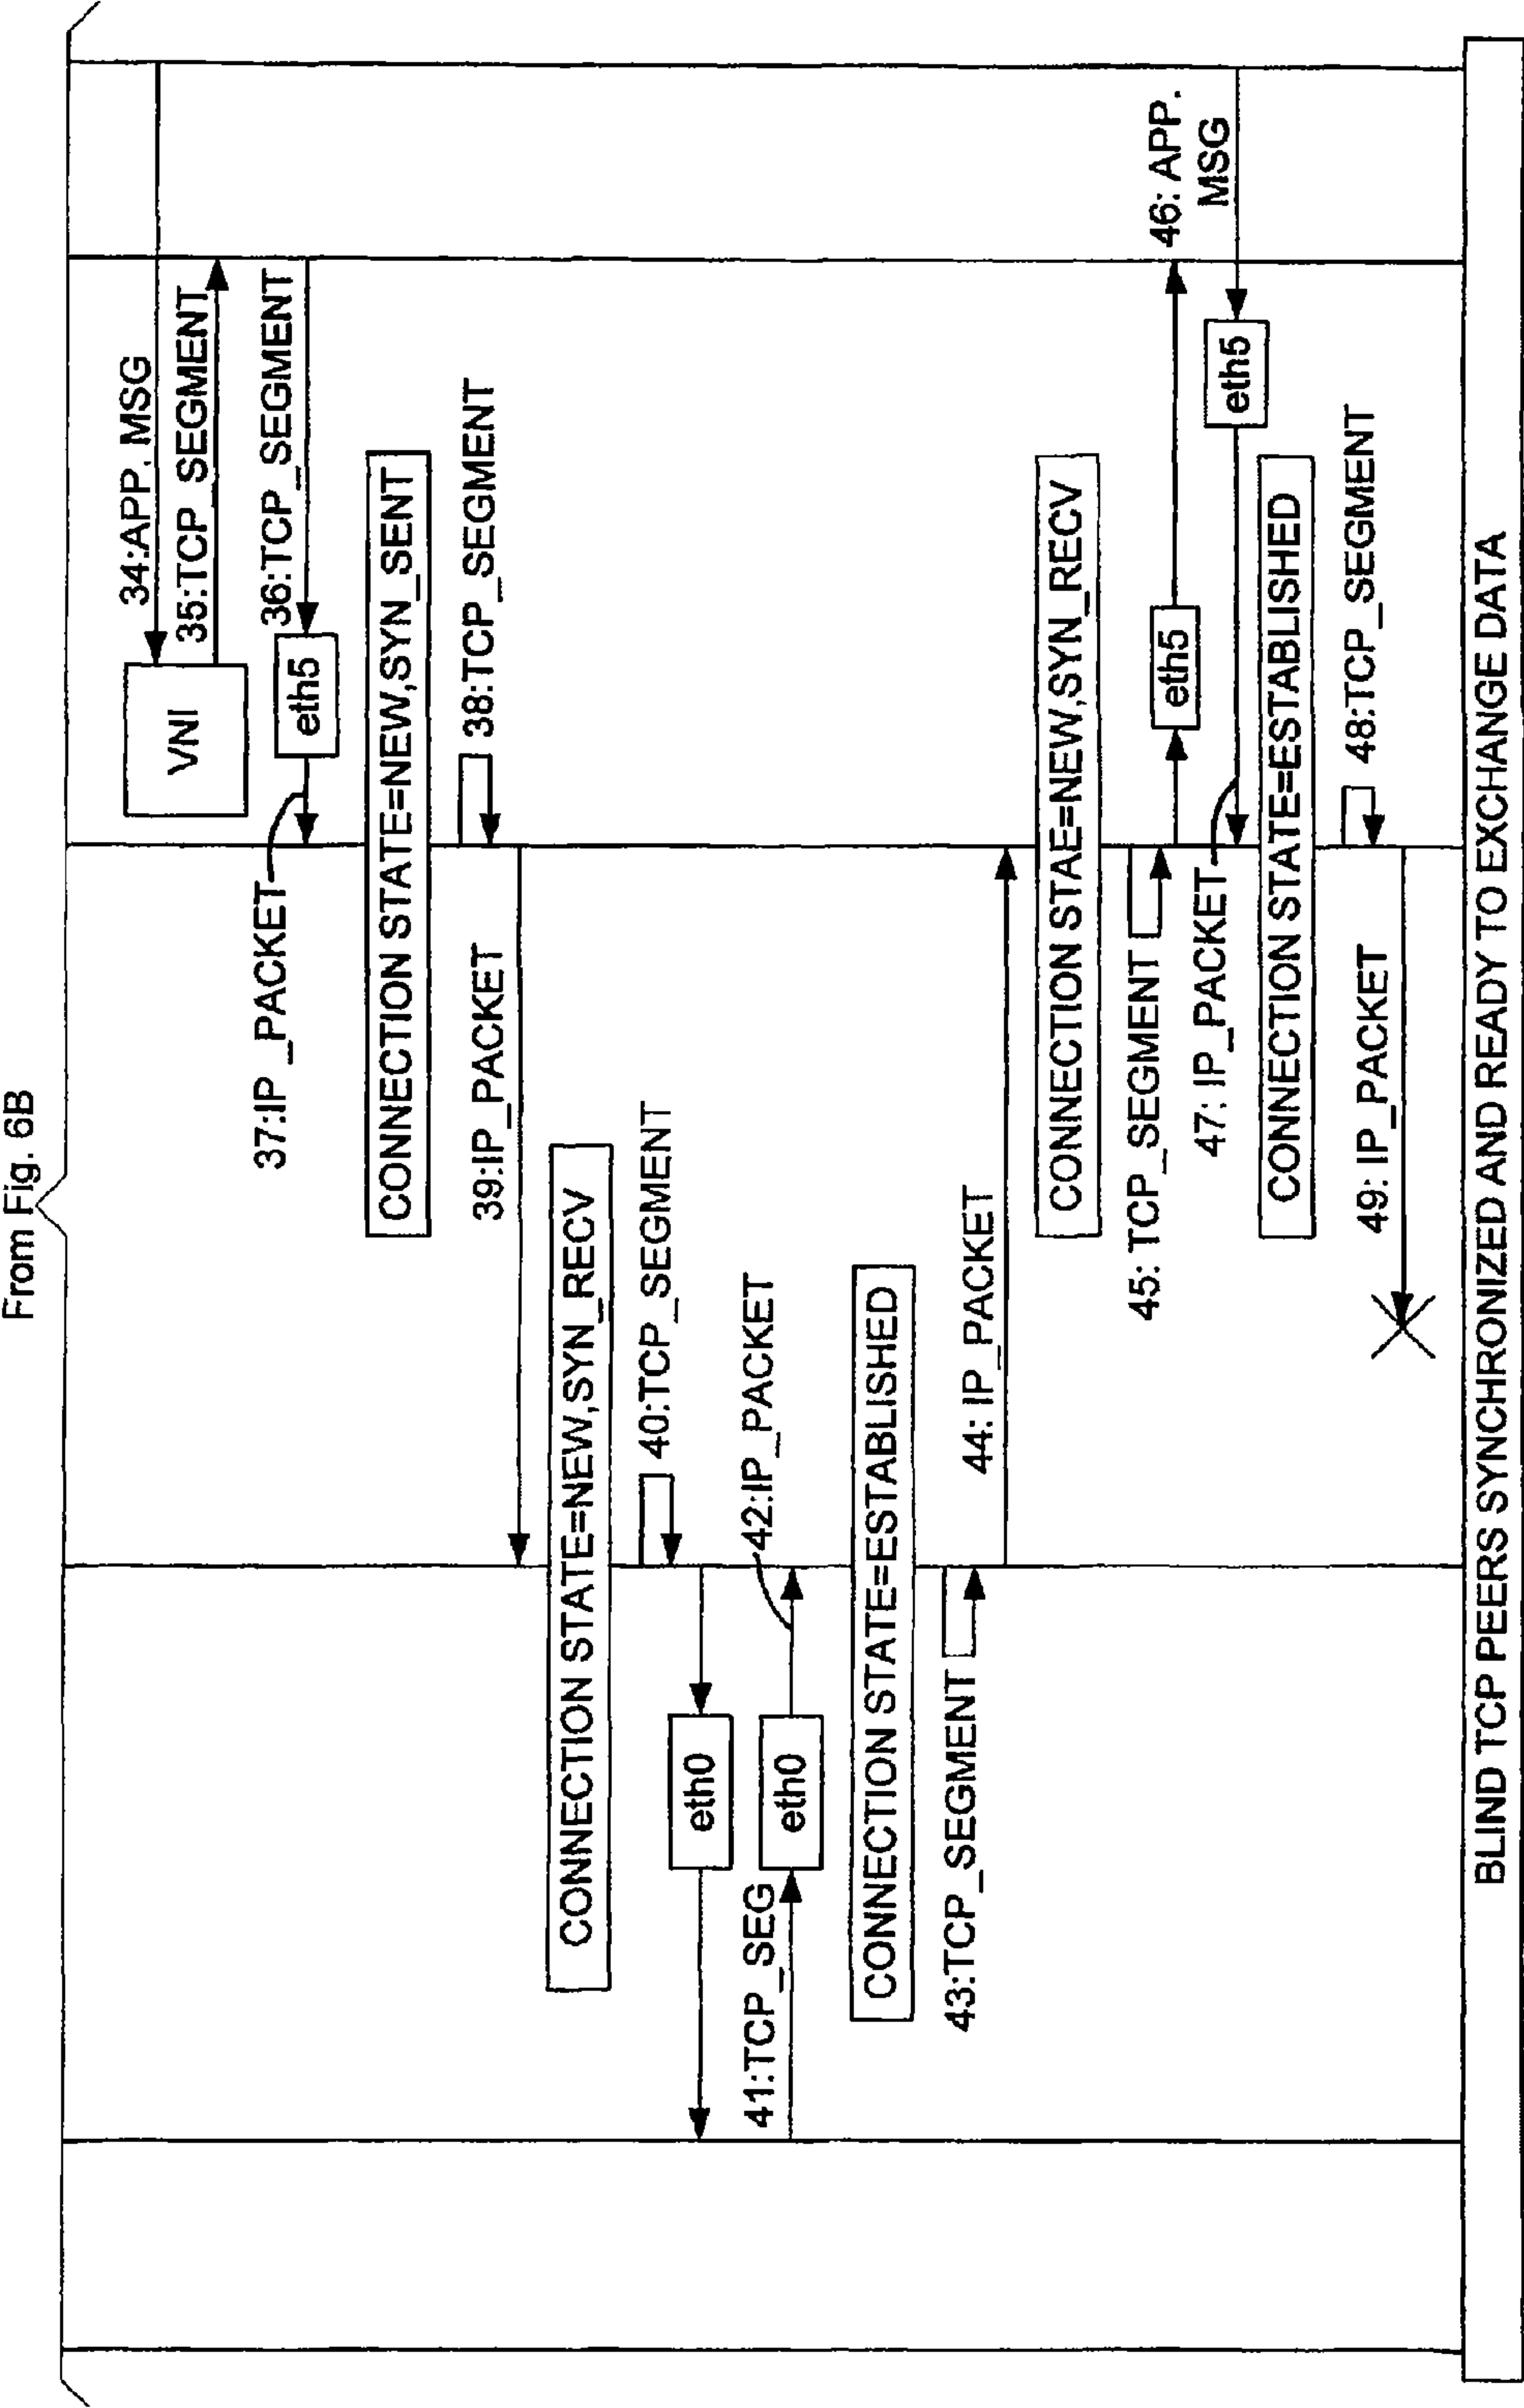 From Fig. 6B
34:APP. MSG
VNI
35:TCP_SEGMENT
36:TCP_SEGMENT
eth5
37:IP_PACKET
CONNECTION STATE=NEW,SYN_SENT
38:TCP_SEGMENT
39:IP_PACKET
CONNECTION STATE=NEW,SYN_RECV
40:TCP_SEGMENT
eth0
42:IP_PACKET
eth0
41:TCP_SEG
CONNECTION STATE=ESTABLISHED
43:TCP_SEGMENT
44: IP_PACKET
CONNECTION STAE=NEW,SYN_RECV
45: TCP_SEGMENT
eth5
46: APP.
MSG
eth5
47: IP_PACKET
CONNECTION STATE=ESTABLISHED
48:TCP_SEGMENT
49: IP_PACKET
BLIND TCP PEERS SYNCHRONIZED AND READY TO EXCHANGE DATA